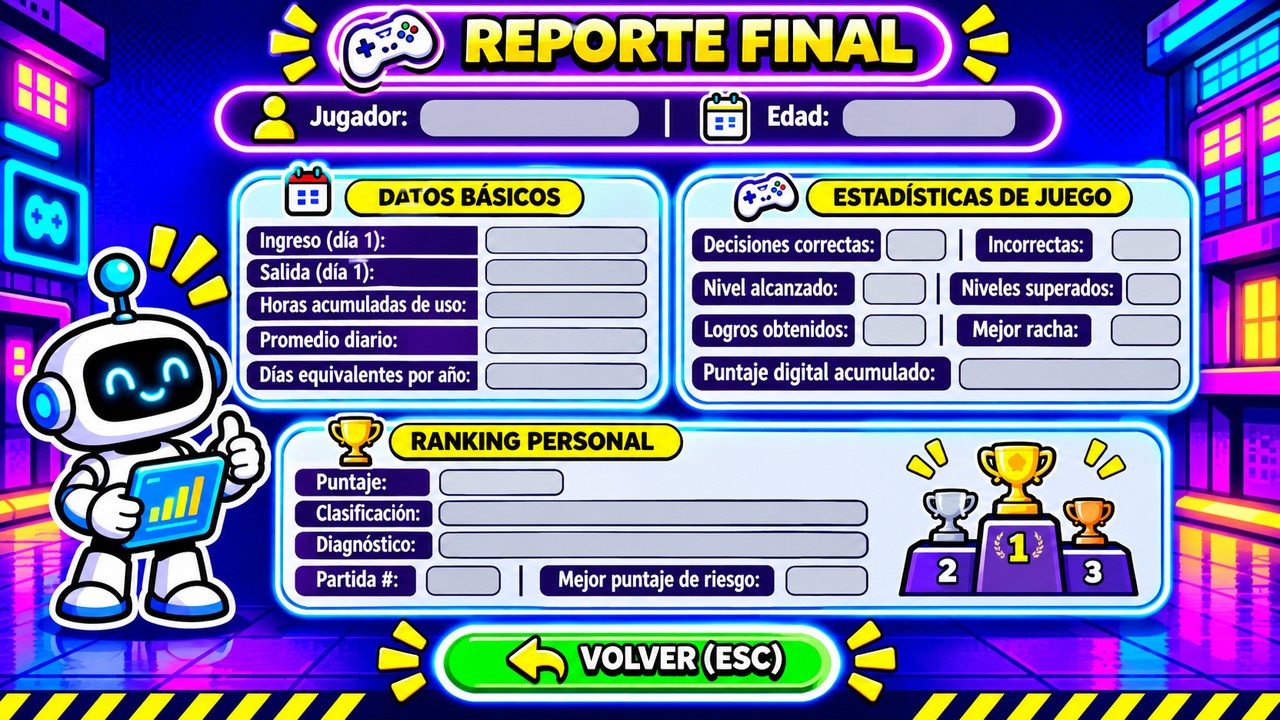 REPORTE FINAL
Jugador: | Edad:
DATOS BÁSICOS
Ingreso (día 1):
Salida (día 1):
Horas acumuladas de uso:
Promedio diario:
Días equivalentes por año:
ESTADÍSTICAS DE JUEGO
Decisiones correctas: | Incorrectas:
Nivel alcanzado: | Niveles superados:
Logros obtenidos: | Mejor racha:
Puntaje digital acumulado:
RANKING PERSONAL
Puntaje:
Clasificación:
Diagnóstico:
Partida #: | Mejor puntaje de riesgo:
2 1 3
VOLVER (ESC)